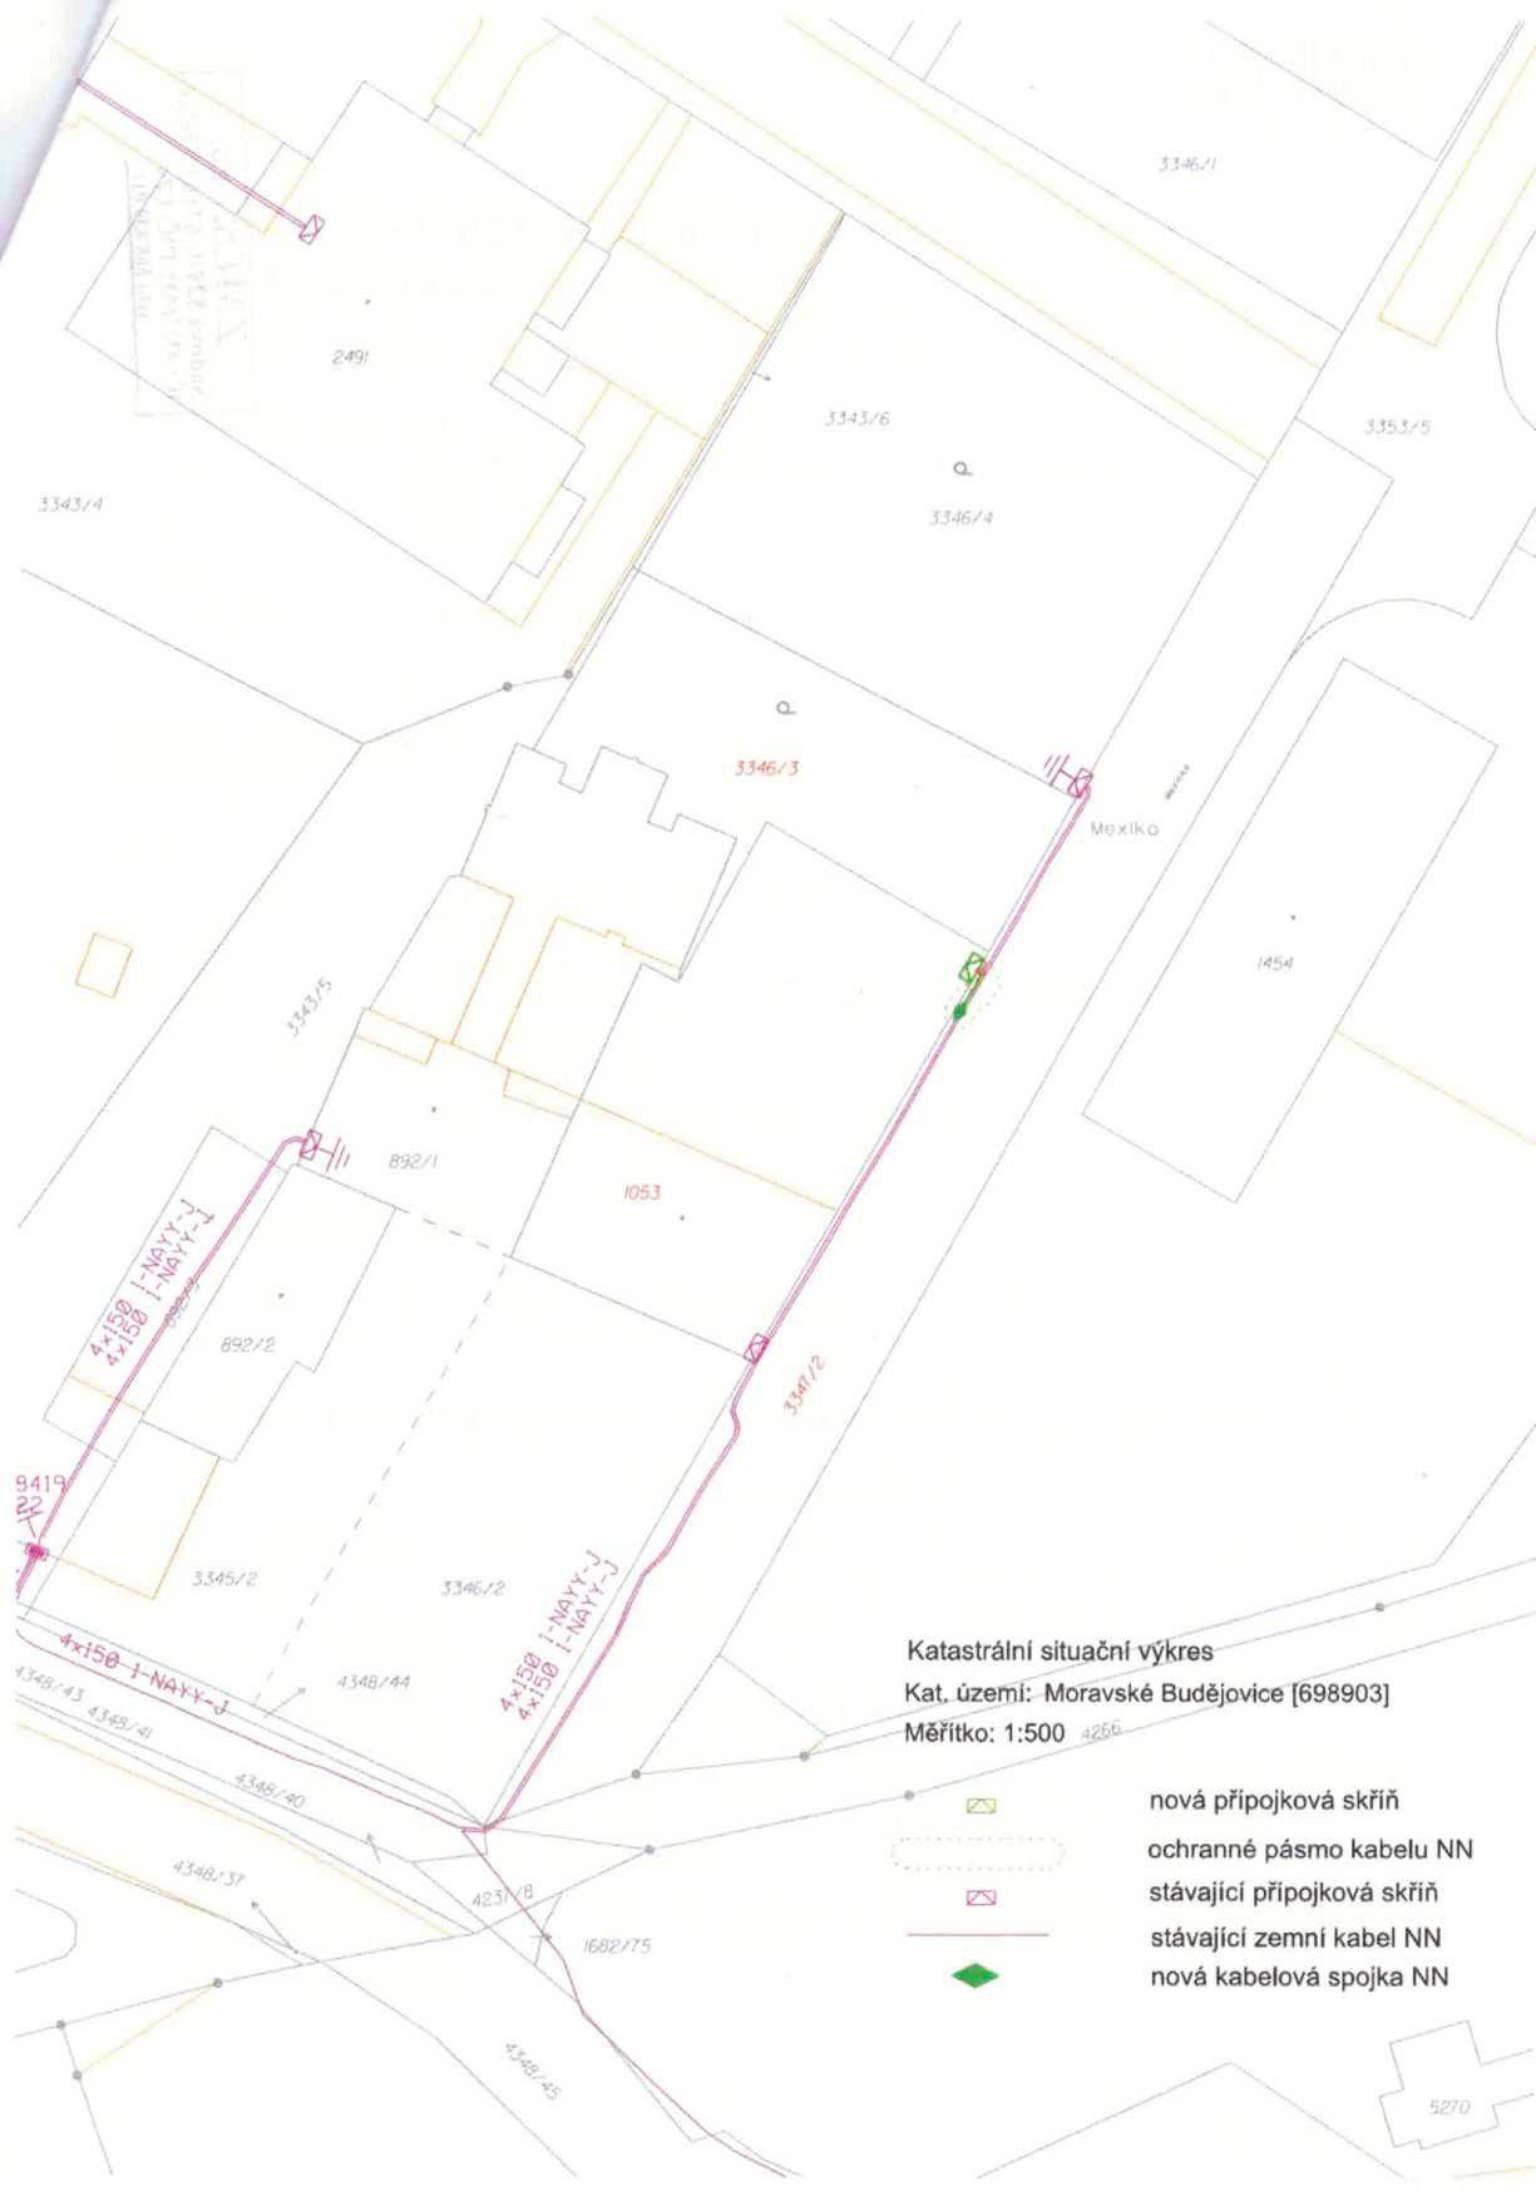 3346/1
2491
3343/6
3353/5
3346/4
3343/4
3346/3
Mexiko
1454
3343/5
892/1
1053
4x150 1-NAYY-J
4x150 1-NAYY-J
892/2
3347/2
9419
22
3345/2
3346/2
4x150 1-NAYY-J
4x150 1-NAYY-J
4x150 1-NAYY-J
4348/44
4348/43
4348/41
4348/40
4348/37
4231/8
1682/75
4348/45
Katastrální situační výkres
Kat. území: Moravské Budějovice [698903]
Měřítko: 1:500
4266
nová přípojková skříň
ochranné pásmo kabelu NN
stávající přípojková skříň
stávající zemní kabel NN
nová kabelová spojka NN
5270